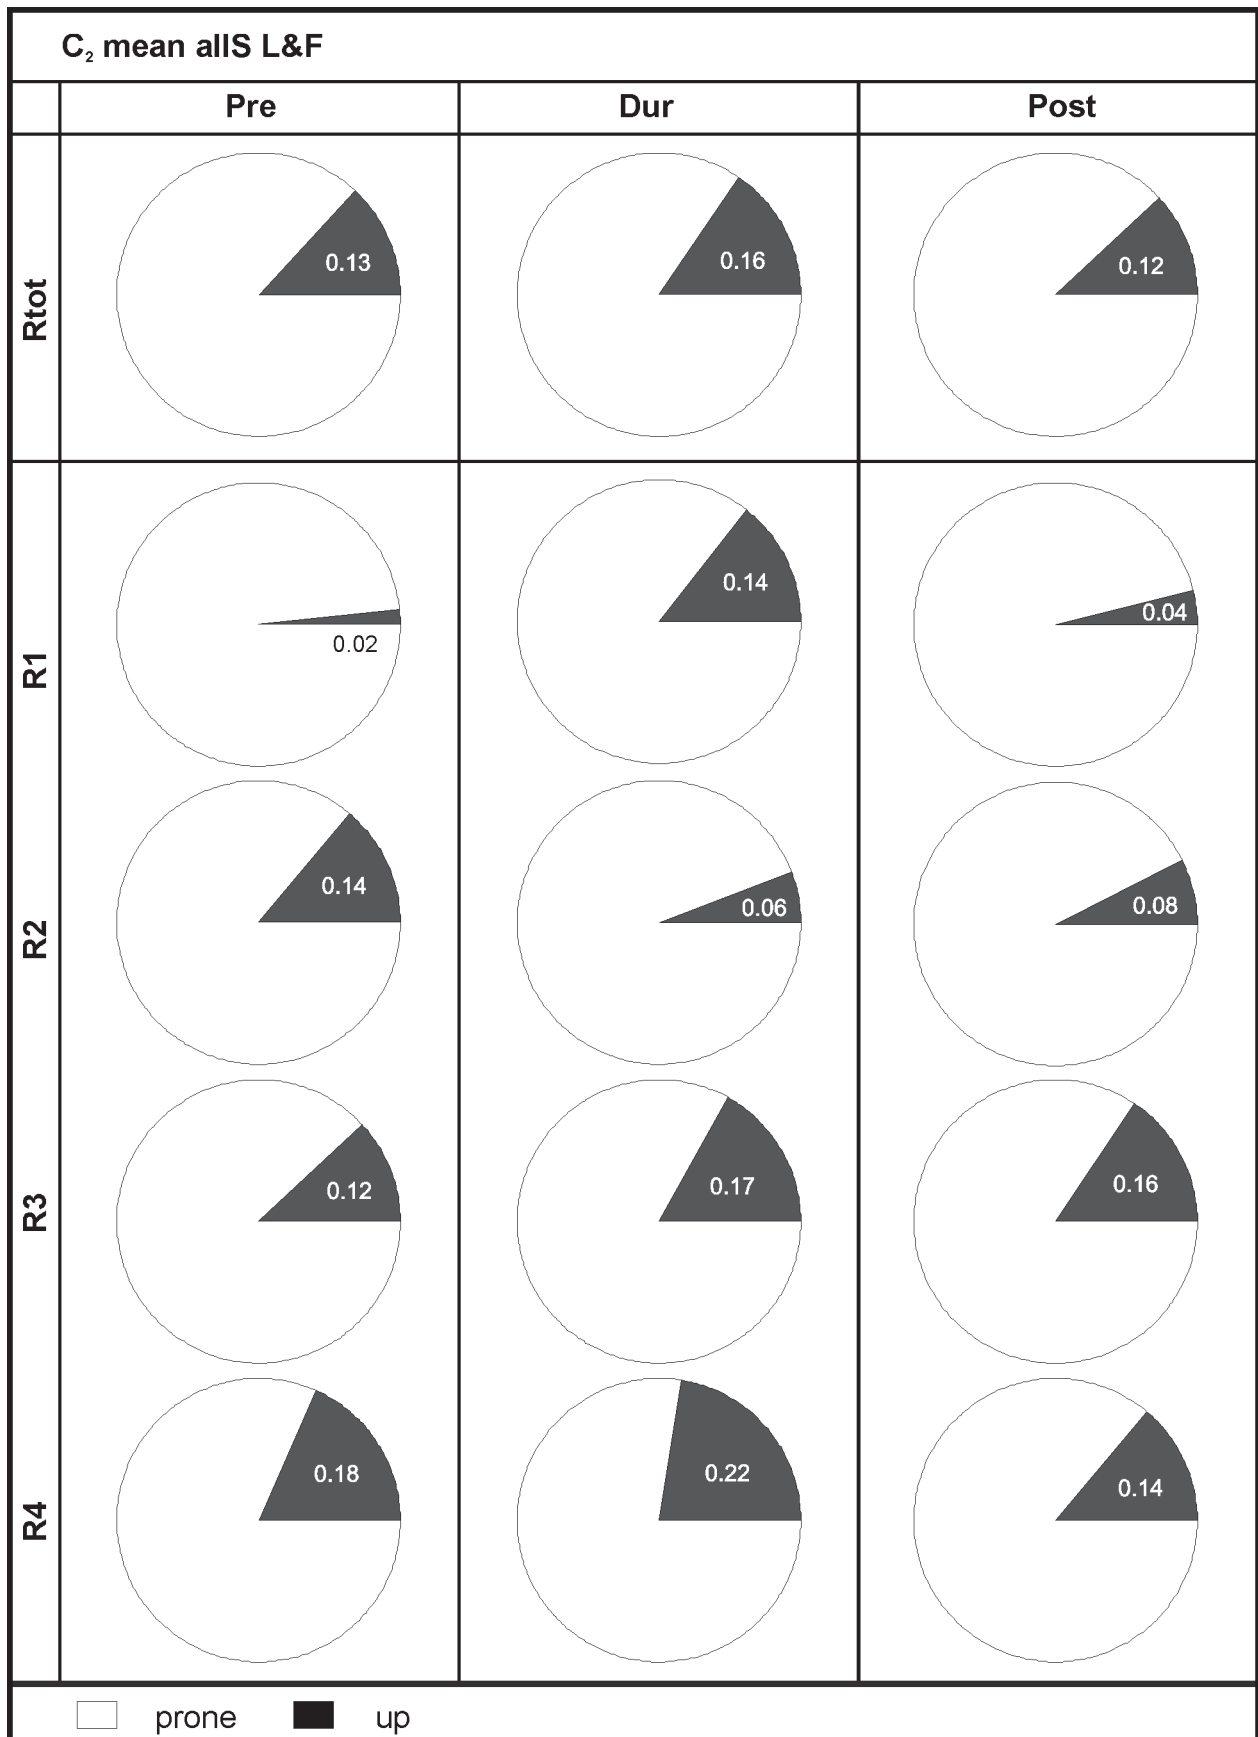 C₂ mean allS L&F
Pre Dur Post
Rtot 0.13 0.16 0.12
R1 0.02 0.14 0.04
R2 0.14 0.06 0.08
R3 0.12 0.17 0.16
R4 0.18 0.22 0.14
prone up